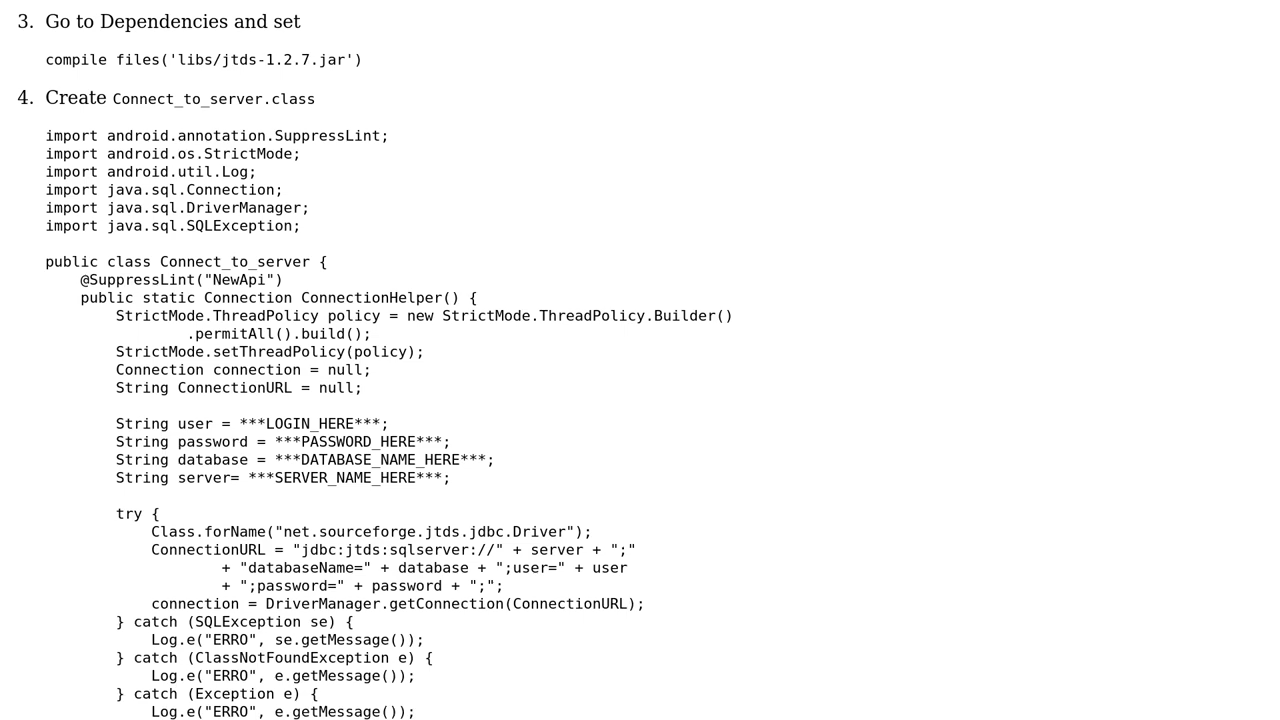 3. Go to Dependencies and set
compile files('libs/jtds-1.2.7.jar')
4. Create Connect_to_server.class
import android.annotation.SuppressLint;
import android.os.StrictMode;
import android.util.Log;
import java.sql.Connection;
import java.sql.DriverManager;
import java.sql.SQLException;
public class Connect_to_server {
    @SuppressLint("NewApi")
    public static Connection ConnectionHelper() {
        StrictMode.ThreadPolicy policy = new StrictMode.ThreadPolicy.Builder()
                .permitAll().build();
        StrictMode.setThreadPolicy(policy);
        Connection connection = null;
        String ConnectionURL = null;
        String user = ***LOGIN_HERE***;
        String password = ***PASSWORD_HERE***;
        String database = ***DATABASE_NAME_HERE***;
        String server= ***SERVER_NAME_HERE***;
        try {
            Class.forName("net.sourceforge.jtds.jdbc.Driver");
            ConnectionURL = "jdbc:jtds:sqlserver://" + server + ";"
                    + "databaseName=" + database + ";user=" + user
                    + ";password=" + password + ";";
            connection = DriverManager.getConnection(ConnectionURL);
        } catch (SQLException se) {
            Log.e("ERRO", se.getMessage());
        } catch (ClassNotFoundException e) {
            Log.e("ERRO", e.getMessage());
        } catch (Exception e) {
            Log.e("ERRO", e.getMessage());